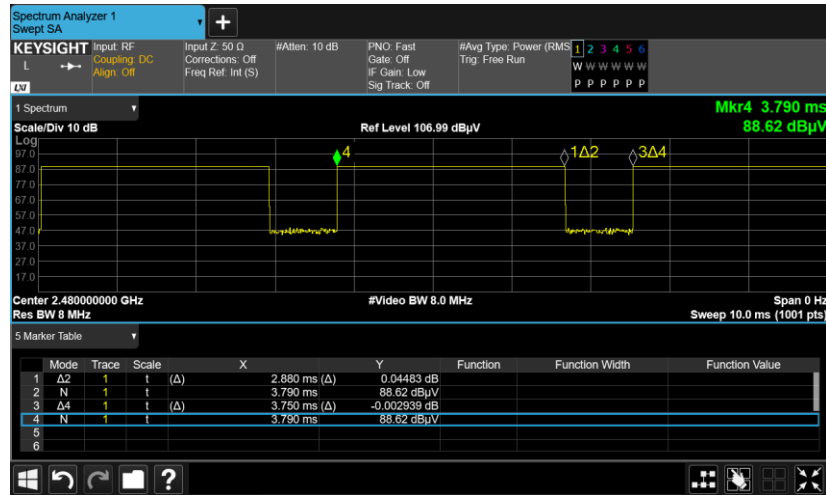 Spectrum Analyzer 1
Swept SA
+
KEYSIGHT Input: RF Input Z: 50 Ω #Atten: 10 dB PNO: Fast #Avg Type: Power (RMS 1 2 3 4 5 6
L Coupling: DC Corrections: Off Gate: Off Trig: Free Run W W W W W W
Align: Off Freq Ref: Int (S) IF Gain: Low
LXI Sig Track: Off P P P P P P
1 Spectrum Mkr4 3.790 ms
Scale/Div 10 dB Ref Level 106.99 dBµV 88.62 dBµV
Log
97.0 4 1Δ2 3Δ4
87.0
77.0
67.0
57.0
47.0
37.0
27.0
17.0
Center 2.480000000 GHz #Video BW 8.0 MHz Span 0 Hz
Res BW 8 MHz Sweep 10.0 ms (1001 pts)
5 Marker Table
Mode Trace Scale X Y Function Function Width Function Value
1 Δ2 1 t (Δ) 2.880 ms (Δ) 0.04483 dB
2 N 1 t 3.790 ms 88.62 dBµV
3 Δ4 1 t (Δ) 3.750 ms (Δ) -0.002939 dB
4 N 1 t 3.790 ms 88.62 dBµV
5
6
?